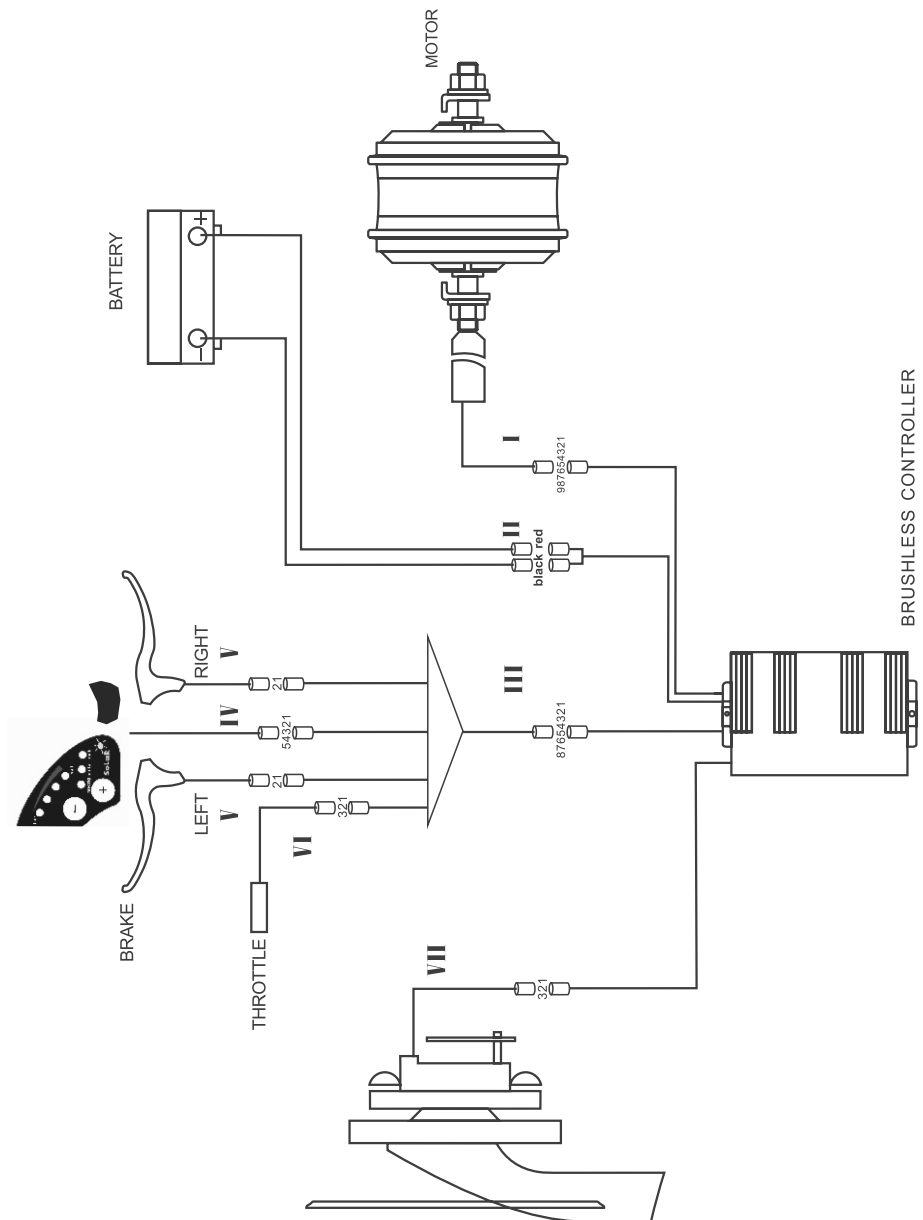 MOTOR
BATTERY
+
−
I
987654321
II
black red
BRUSHLESS CONTROLLER
RIGHT
V
21
IV
54321
III
87654321
LEFT
V
21
VI
321
BRAKE
THROTTLE
VII
321
+
−